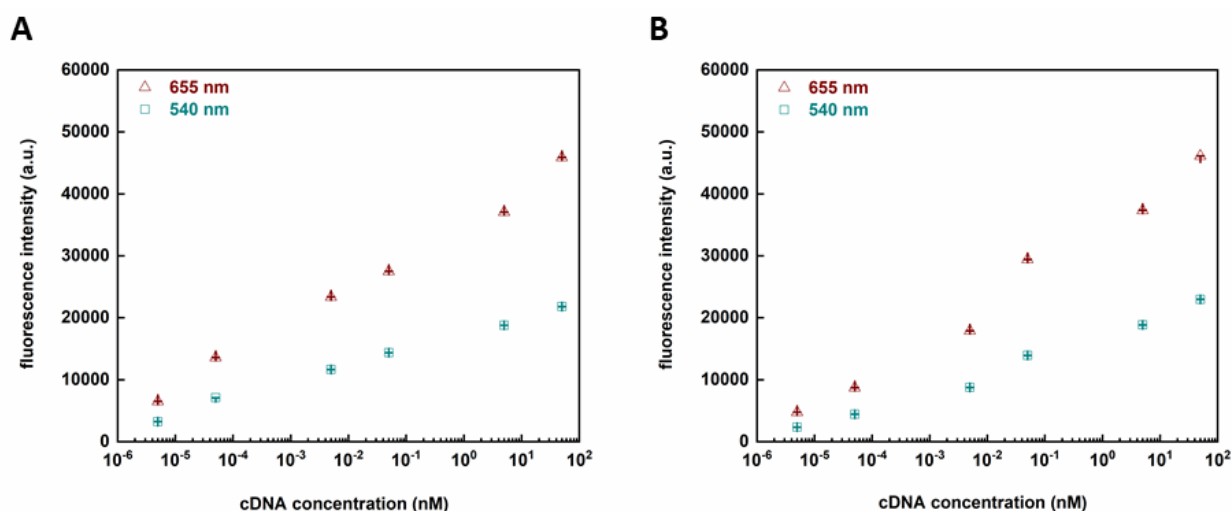 A
B
60000
50000
40000
30000
20000
10000
0
fluorescence intensity (a.u.)
655 nm
540 nm
10⁻⁶ 10⁻⁵ 10⁻⁴ 10⁻³ 10⁻² 10⁻¹ 10⁰ 10¹ 10²
cDNA concentration (nM)
60000
50000
40000
30000
20000
10000
0
fluorescence intensity (a.u.)
655 nm
540 nm
10⁻⁶ 10⁻⁵ 10⁻⁴ 10⁻³ 10⁻² 10⁻¹ 10⁰ 10¹ 10²
cDNA concentration (nM)